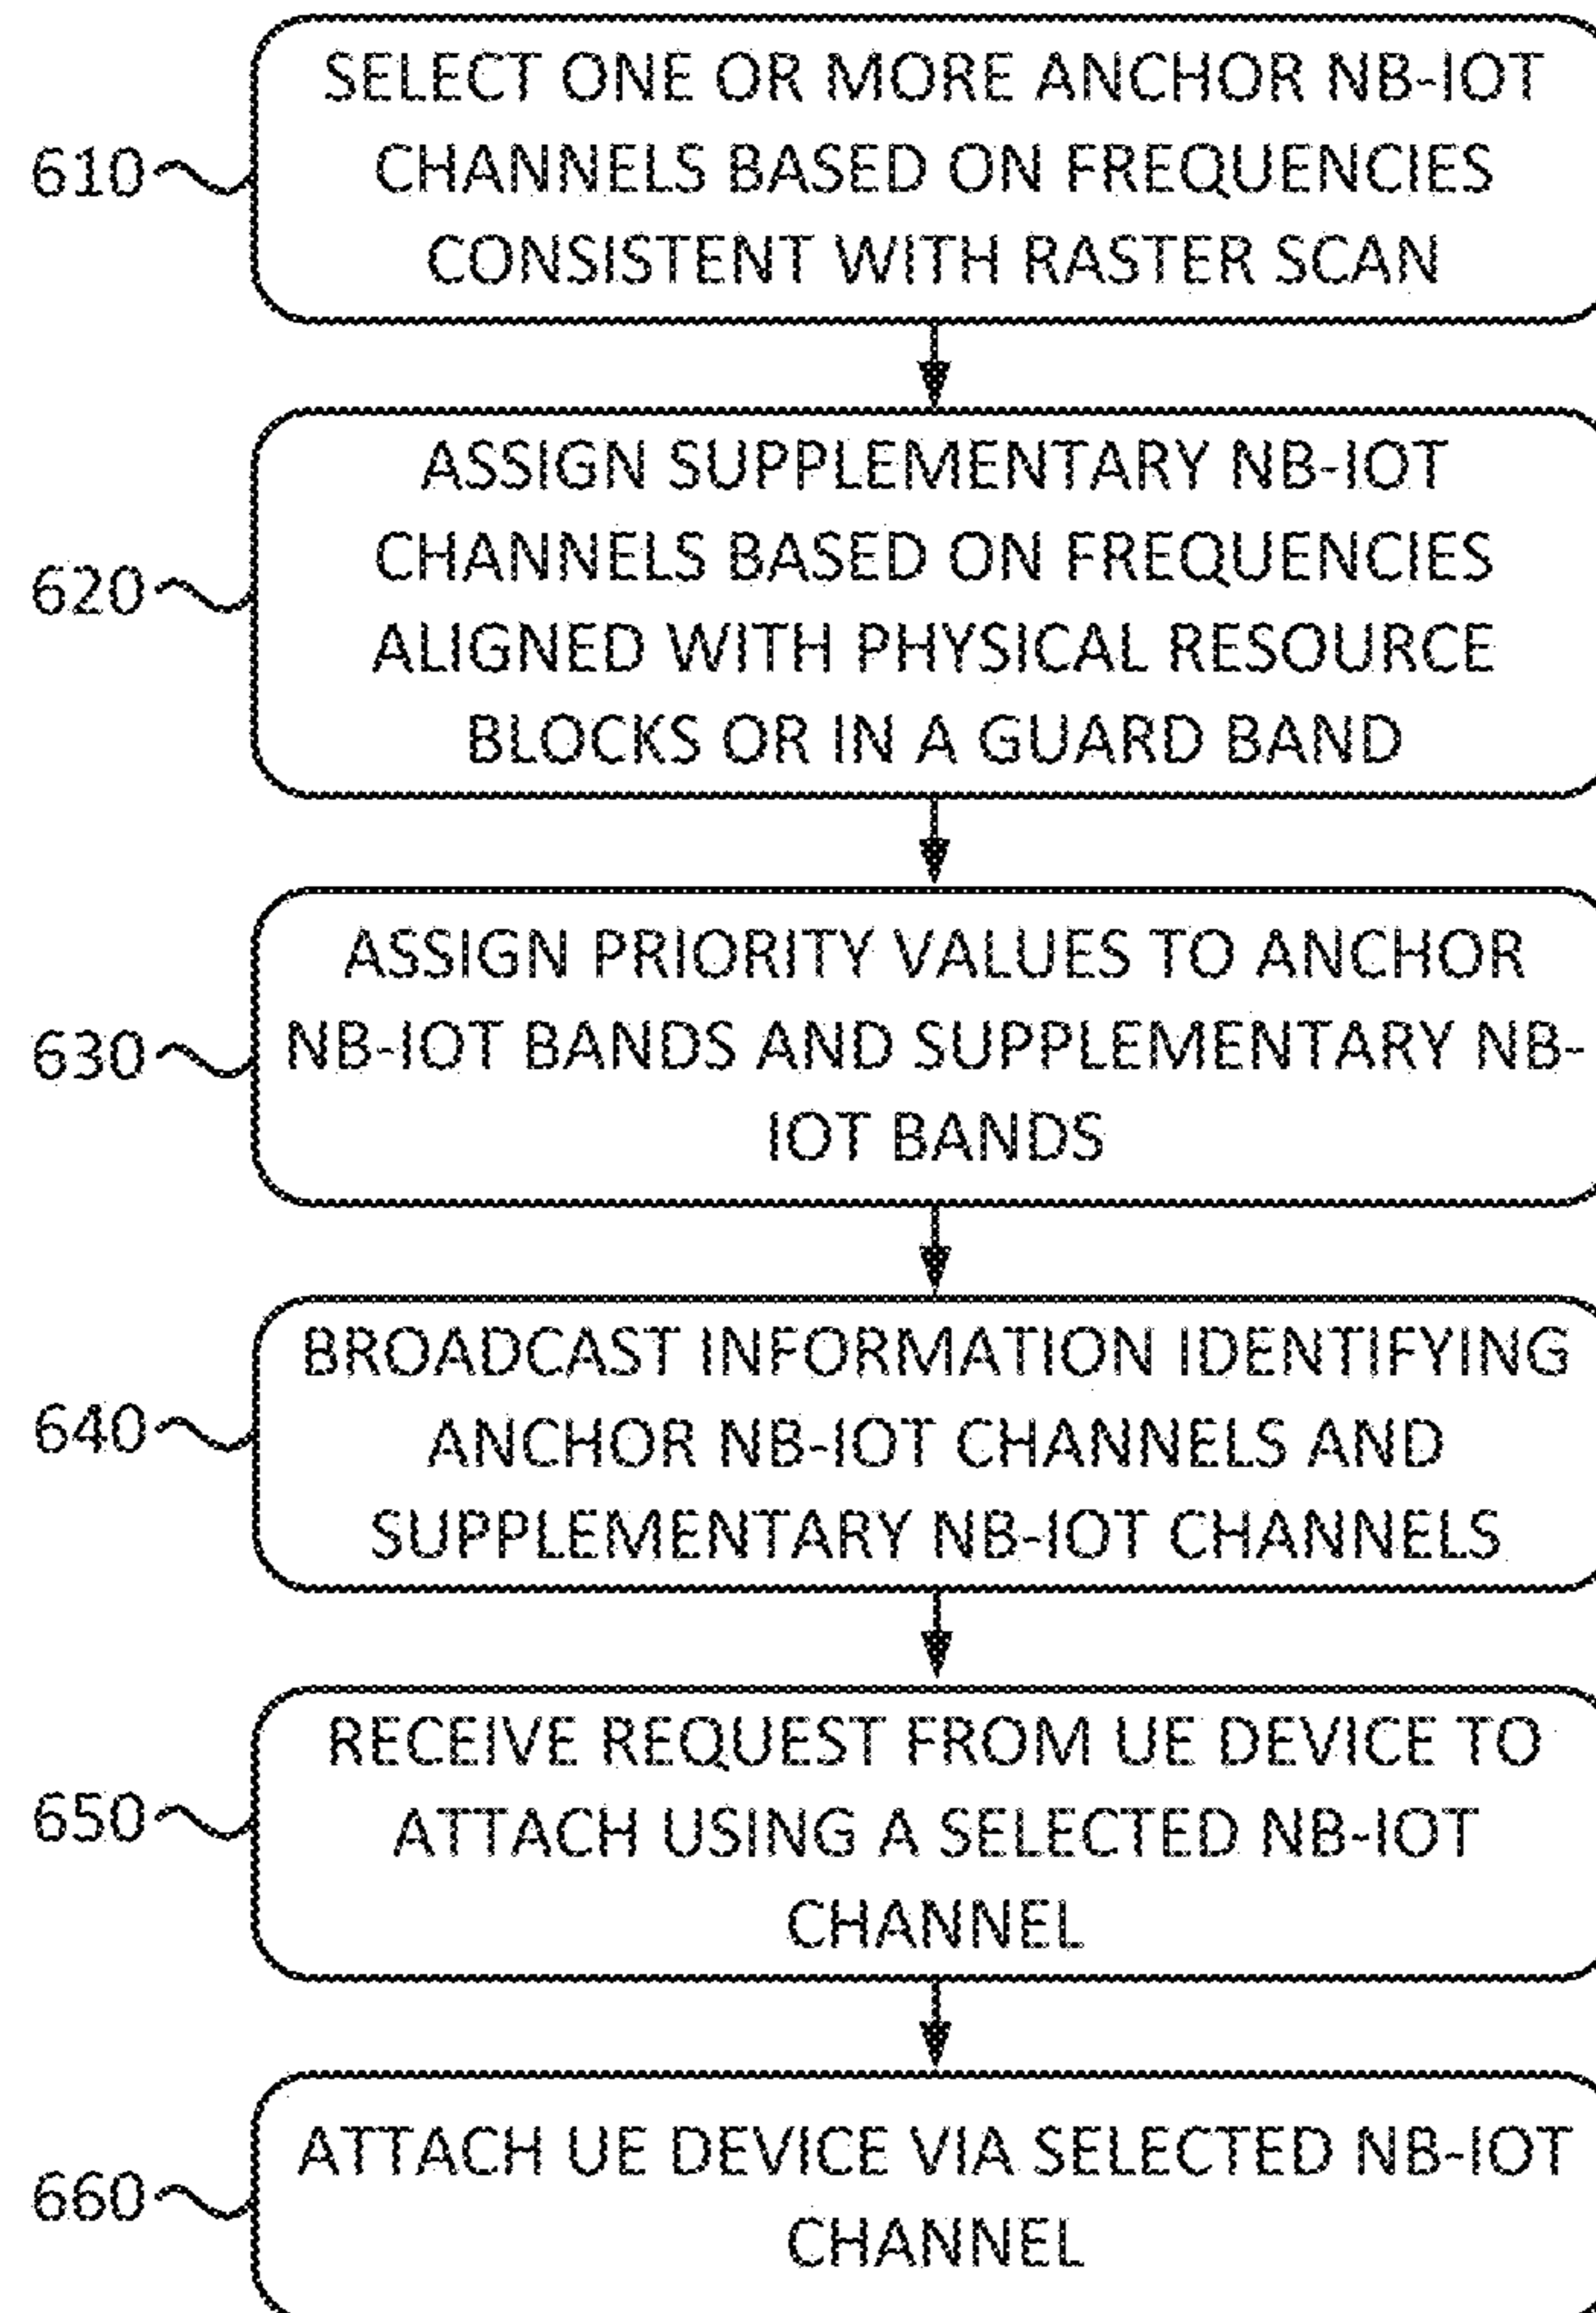 SELECT ONE OR MORE ANCHOR NB-IOT
CHANNELS BASED ON FREQUENCIES
610
CONSISTENT WITH RASTER SCAN
ASSIGN SUPPLEMENTARY NB-IOT
CHANNELS BASED ON FREQUENCIES
620
ALIGNED WITH PHYSICAL RESOURCE
BLOCKS OR IN A GUARD BAND
ASSIGN PRIORITY VALUES TO ANCHOR
630
NB-IOT BANDS AND SUPPLEMENTARY NB-
IOT BANDS
BROADCAST INFORMATION IDENTIFYING
640
ANCHOR NB-IOT CHANNELS AND
SUPPLEMENTARY NB-IOT CHANNELS
RECEIVE REQUEST FROM UE DEVICE TO
650
ATTACH USING A SELECTED NB-IOT
CHANNEL
ATTACH UE DEVICE VIA SELECTED NB-IOT
660
CHANNEL